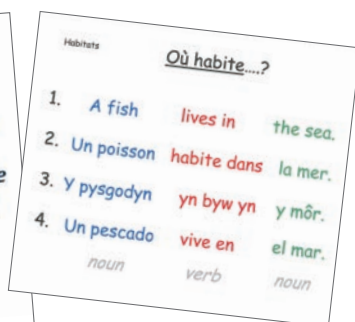 Habitats
Où habite....?
1. A fish lives in the sea.
2. Un poisson habite dans la mer.
3. Y pysgodyn yn byw yn y môr.
4. Un pescado vive en el mar.
noun verb noun